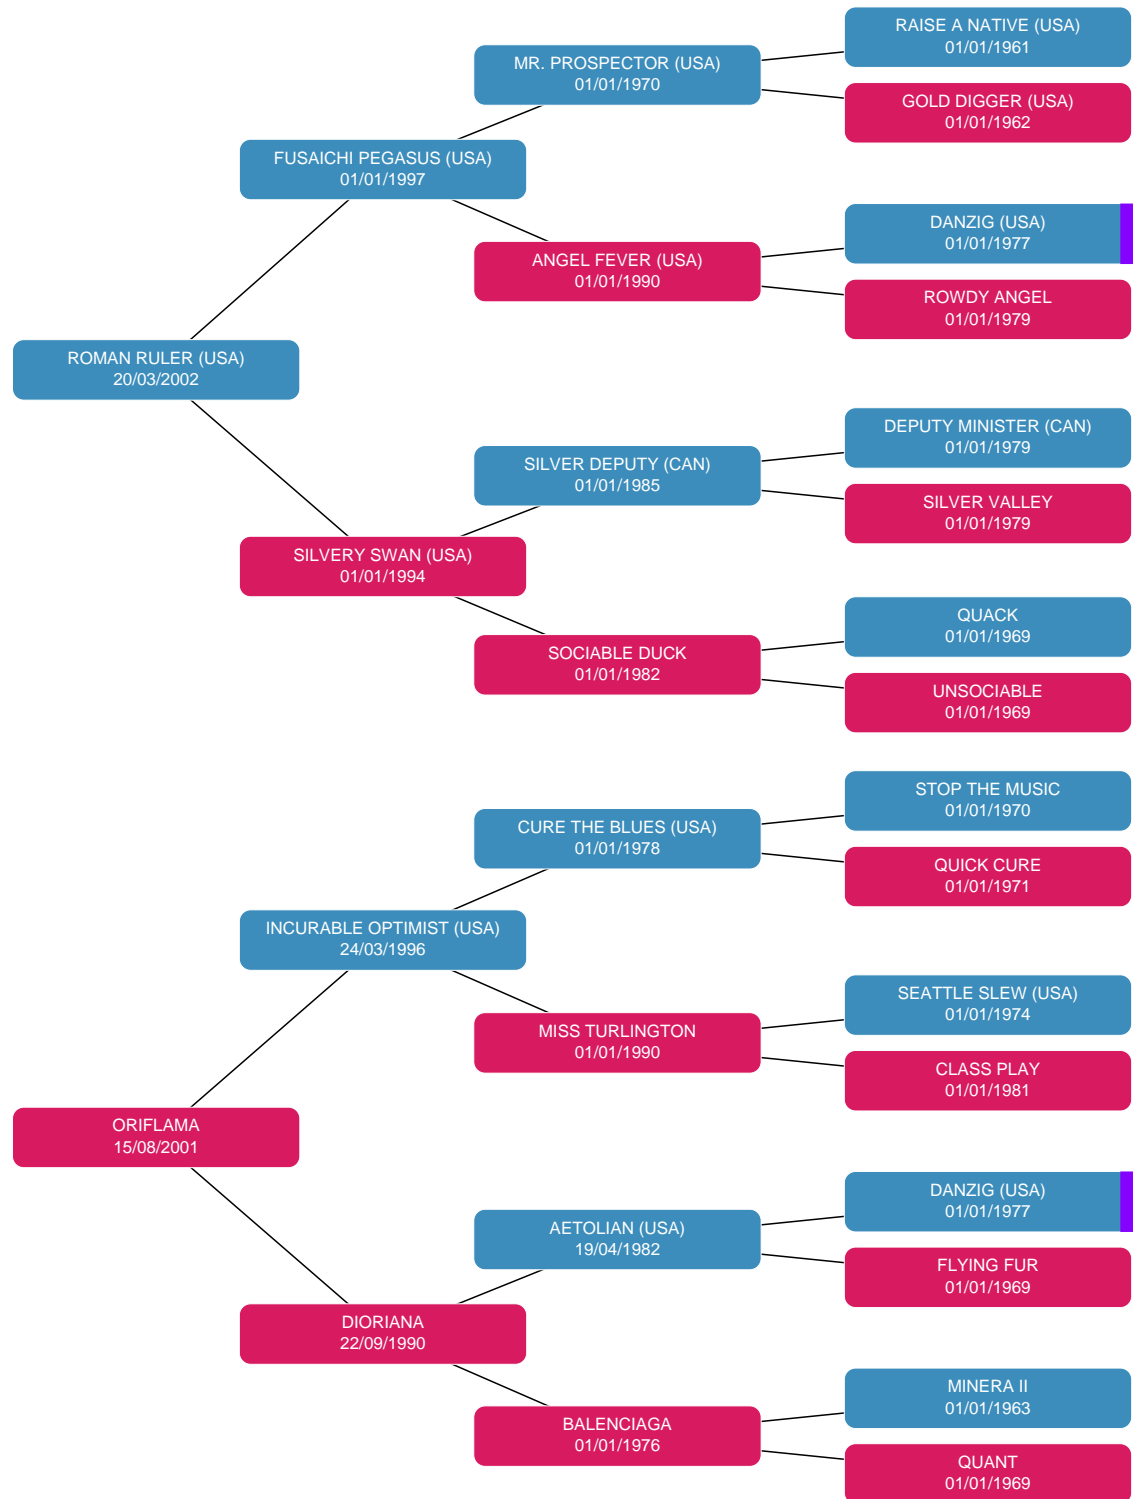 RAISE A NATIVE (USA)
01/01/1961
MR. PROSPECTOR (USA)
01/01/1970
GOLD DIGGER (USA)
01/01/1962
FUSAICHI PEGASUS (USA)
01/01/1997
DANZIG (USA)
01/01/1977
ANGEL FEVER (USA)
01/01/1990
ROWDY ANGEL
01/01/1979
ROMAN RULER (USA)
20/03/2002
DEPUTY MINISTER (CAN)
01/01/1979
SILVER DEPUTY (CAN)
01/01/1985
SILVER VALLEY
01/01/1979
SILVERY SWAN (USA)
01/01/1994
QUACK
01/01/1969
SOCIABLE DUCK
01/01/1982
UNSOCIABLE
01/01/1969
STOP THE MUSIC
01/01/1970
CURE THE BLUES (USA)
01/01/1978
QUICK CURE
01/01/1971
INCURABLE OPTIMIST (USA)
24/03/1996
SEATTLE SLEW (USA)
01/01/1974
MISS TURLINGTON
01/01/1990
CLASS PLAY
01/01/1981
ORIFLAMA
15/08/2001
DANZIG (USA)
01/01/1977
AETOLIAN (USA)
19/04/1982
FLYING FUR
01/01/1969
DIORIANA
22/09/1990
MINERA II
01/01/1963
BALENCIAGA
01/01/1976
QUANT
01/01/1969